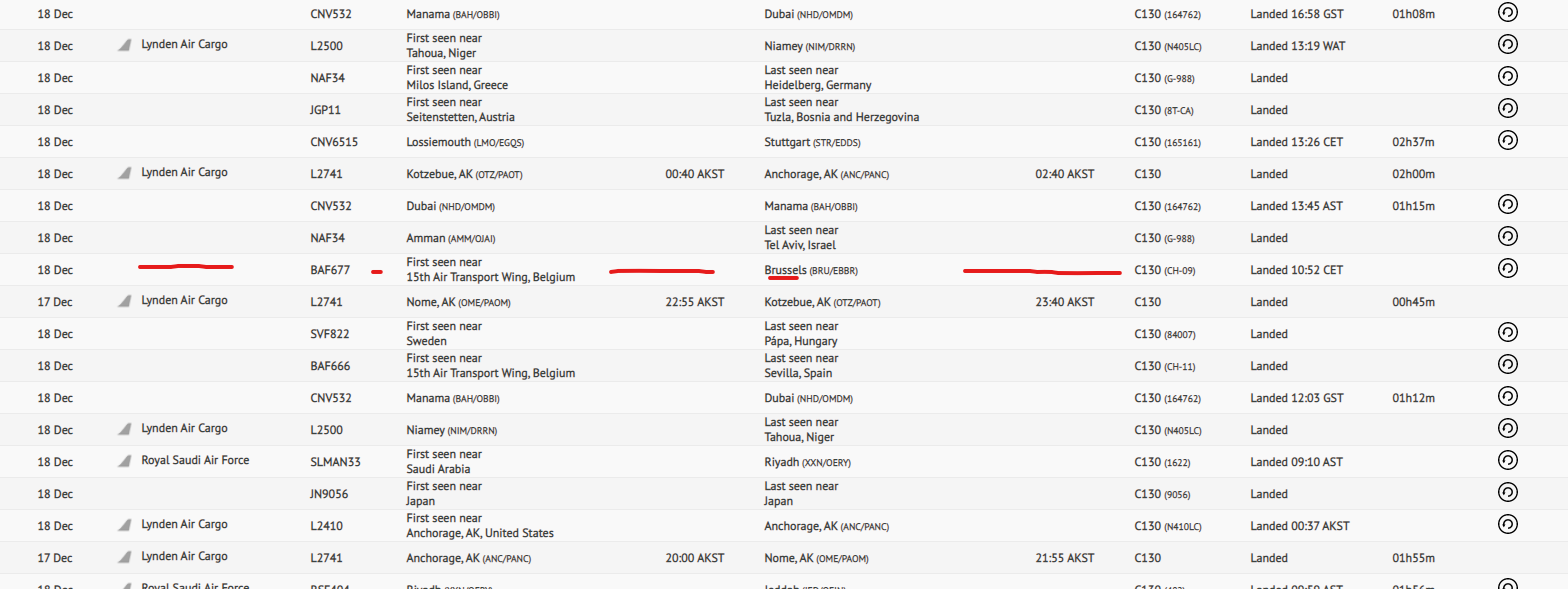 18 Dec CNV532 Manama (BAH/OBBI) Dubai (NHD/OMDM) C130 (164762) Landed 16:58 GST 01h08m
18 Dec Lynden Air Cargo L2500 First seen near Tahoua, Niger Niamey (NIM/DRRN) C130 (N405LC) Landed 13:19 WAT
18 Dec NAF34 First seen near Milos Island, Greece Last seen near Heidelberg, Germany C130 (G-988) Landed
18 Dec JGP11 First seen near Seitenstetten, Austria Last seen near Tuzla, Bosnia and Herzegovina C130 (8T-CA) Landed
18 Dec CNV6515 Lossiemouth (LMO/EGQS) Stuttgart (STR/EDDS) C130 (165161) Landed 13:26 CET 02h37m
18 Dec Lynden Air Cargo L2741 Kotzebue, AK (OTZ/PAOT) 00:40 AKST Anchorage, AK (ANC/PANC) 02:40 AKST C130 Landed 02h00m
18 Dec CNV532 Dubai (NHD/OMDM) Manama (BAH/OBBI) C130 (164762) Landed 13:45 AST 01h15m
18 Dec NAF34 Amman (AMM/OJAI) Last seen near Tel Aviv, Israel C130 (G-988) Landed
18 Dec BAF677 First seen near 15th Air Transport Wing, Belgium Brussels (BRU/EBBR) C130 (CH-09) Landed 10:52 CET
17 Dec Lynden Air Cargo L2741 Nome, AK (OME/PAOM) 22:55 AKST Kotzebue, AK (OTZ/PAOT) 23:40 AKST C130 Landed 00h45m
18 Dec SVF822 First seen near Sweden Last seen near Pápa, Hungary C130 (84007) Landed
18 Dec BAF666 First seen near 15th Air Transport Wing, Belgium Last seen near Sevilla, Spain C130 (CH-11) Landed
18 Dec CNV532 Manama (BAH/OBBI) Dubai (NHD/OMDM) C130 (164762) Landed 12:03 GST 01h12m
18 Dec Lynden Air Cargo L2500 Niamey (NIM/DRRN) Last seen near Tahoua, Niger C130 (N405LC) Landed
18 Dec Royal Saudi Air Force SLMAN33 First seen near Saudi Arabia Riyadh (XXN/OERY) C130 (1622) Landed 09:10 AST
18 Dec JN9056 First seen near Japan Last seen near Japan C130 (9056) Landed
18 Dec Lynden Air Cargo L2410 First seen near Anchorage, AK, United States Anchorage, AK (ANC/PANC) C130 (N410LC) Landed 00:37 AKST
17 Dec Lynden Air Cargo L2741 Anchorage, AK (ANC/PANC) 20:00 AKST Nome, AK (OME/PAOM) 21:55 AKST C130 Landed 01h55m
18 Dec Royal Saudi Air Force